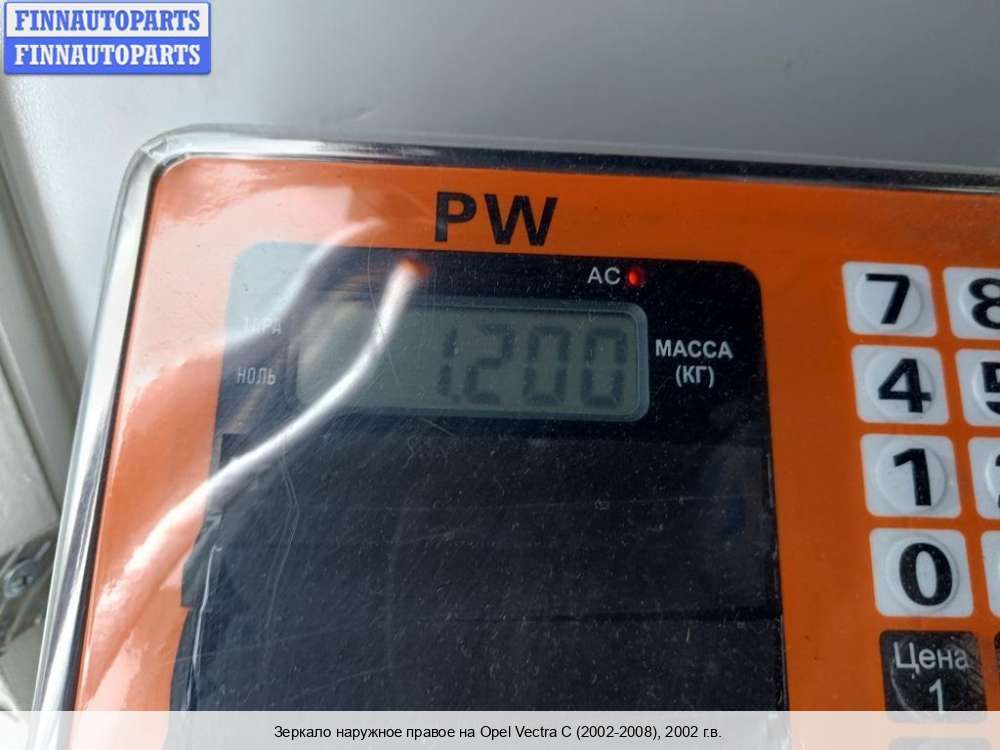 FINNAUTOPARTS
FINNAUTOPARTS
PW
AC
ТАРА
НОЛЬ
1.200
МАССА
(КГ)
7 8
4 5
1
0
Цена
1
Зеркало наружное правое на Opel Vectra C (2002-2008), 2002 г.в.